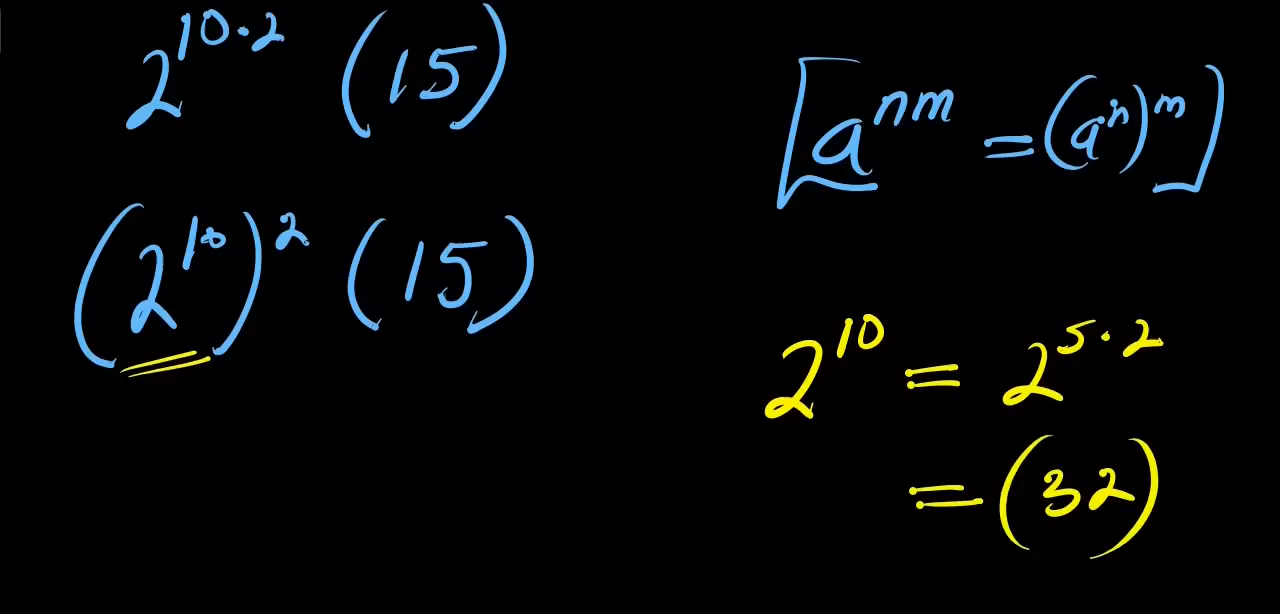 2^{10·2} (15)
[a^{nm} = (a^n)^m]
(2^{10})^2 (15)
2^{10} = 2^{5·2}
= (32)